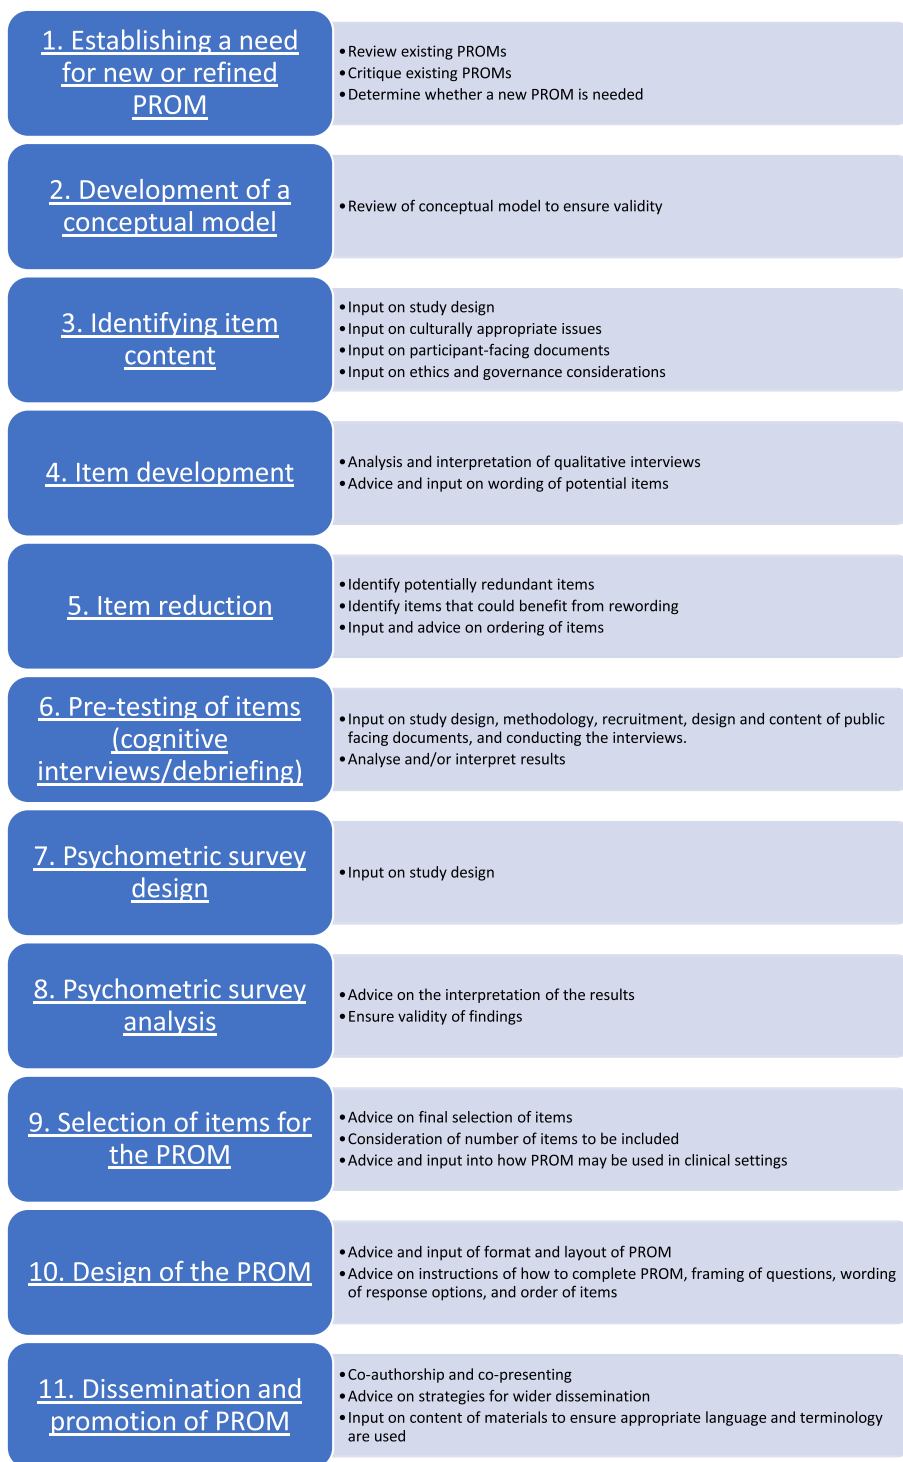 1. Establishing a need
for new or refined
PROM
•Review existing PROMs
•Critique existing PROMs
•Determine whether a new PROM is needed
2. Development of a
conceptual model
•Review of conceptual model to ensure validity
3. Identifying item
content
•Input on study design
•Input on culturally appropriate issues
•Input on participant-facing documents
•Input on ethics and governance considerations
4. Item development
•Analysis and interpretation of qualitative interviews
•Advice and input on wording of potential items
5. Item reduction
•Identify potentially redundant items
•Identify items that could benefit from rewording
•Input and advice on ordering of items
6. Pre-testing of items
(cognitive
interviews/debriefing)
•Input on study design, methodology, recruitment, design and content of public
facing documents, and conducting the interviews.
•Analyse and/or interpret results
7. Psychometric survey
design
•Input on study design
8. Psychometric survey
analysis
•Advice on the interpretation of the results
•Ensure validity of findings
9. Selection of items for
the PROM
•Advice on final selection of items
•Consideration of number of items to be included
•Advice and input into how PROM may be used in clinical settings
10. Design of the PROM
•Advice and input of format and layout of PROM
•Advice on instructions of how to complete PROM, framing of questions, wording
of response options, and order of items
11. Dissemination and
promotion of PROM
•Co-authorship and co-presenting
•Advice on strategies for wider dissemination
•Input on content of materials to ensure appropriate language and terminology
are used